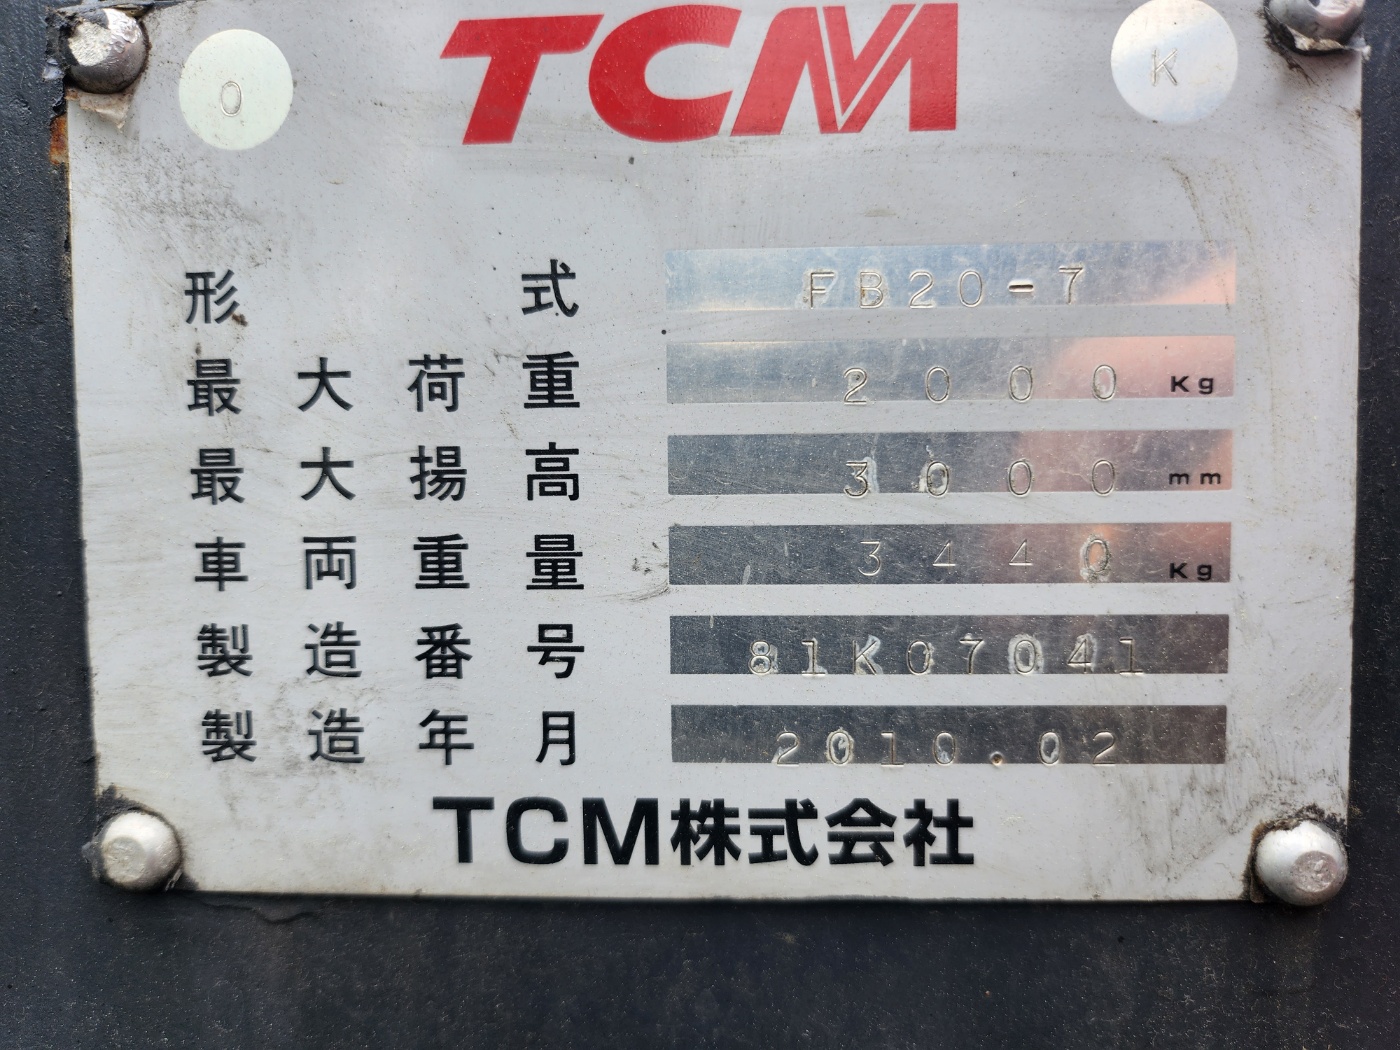 O TCM K
形式 FB20-7
最大荷重 2000 Kg
最大揚高 3000 mm
車両重量 3440 Kg
製造番号 81K07041
製造年月 2010.02
TCM株式会社